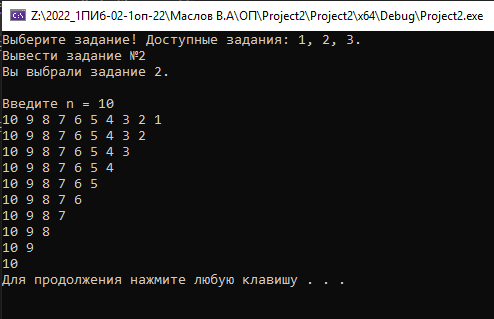 Z:\2022_1ПИ6-02-1оп-22\Маслов В.А\ОП\Project2\Project2\x64\Debug\Project2.exe
Выберите задание! Доступные задания: 1, 2, 3.
Вывести задание №2
Вы выбрали задание 2.
Введите n = 10
10 9 8 7 6 5 4 3 2 1
10 9 8 7 6 5 4 3 2
10 9 8 7 6 5 4 3
10 9 8 7 6 5 4
10 9 8 7 6 5
10 9 8 7 6
10 9 8 7
10 9 8
10 9
10
Для продолжения нажмите любую клавишу . . .